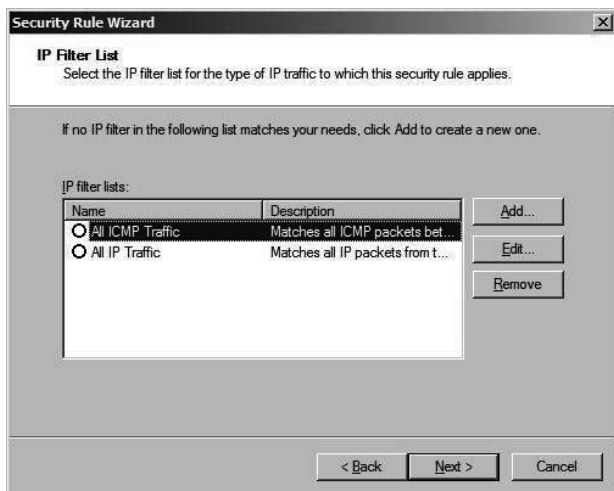 Security Rule Wizard
IP Filter List
Select the IP filter list for the type of IP traffic to which this security rule applies.
If no IP filter in the following list matches your needs, click Add to create a new one.
IP filter lists:
Name Description
All ICMP Traffic Matches all ICMP packets bet...
All IP Traffic Matches all IP packets from t...
Add...
Edit...
Remove
< Back Next > Cancel